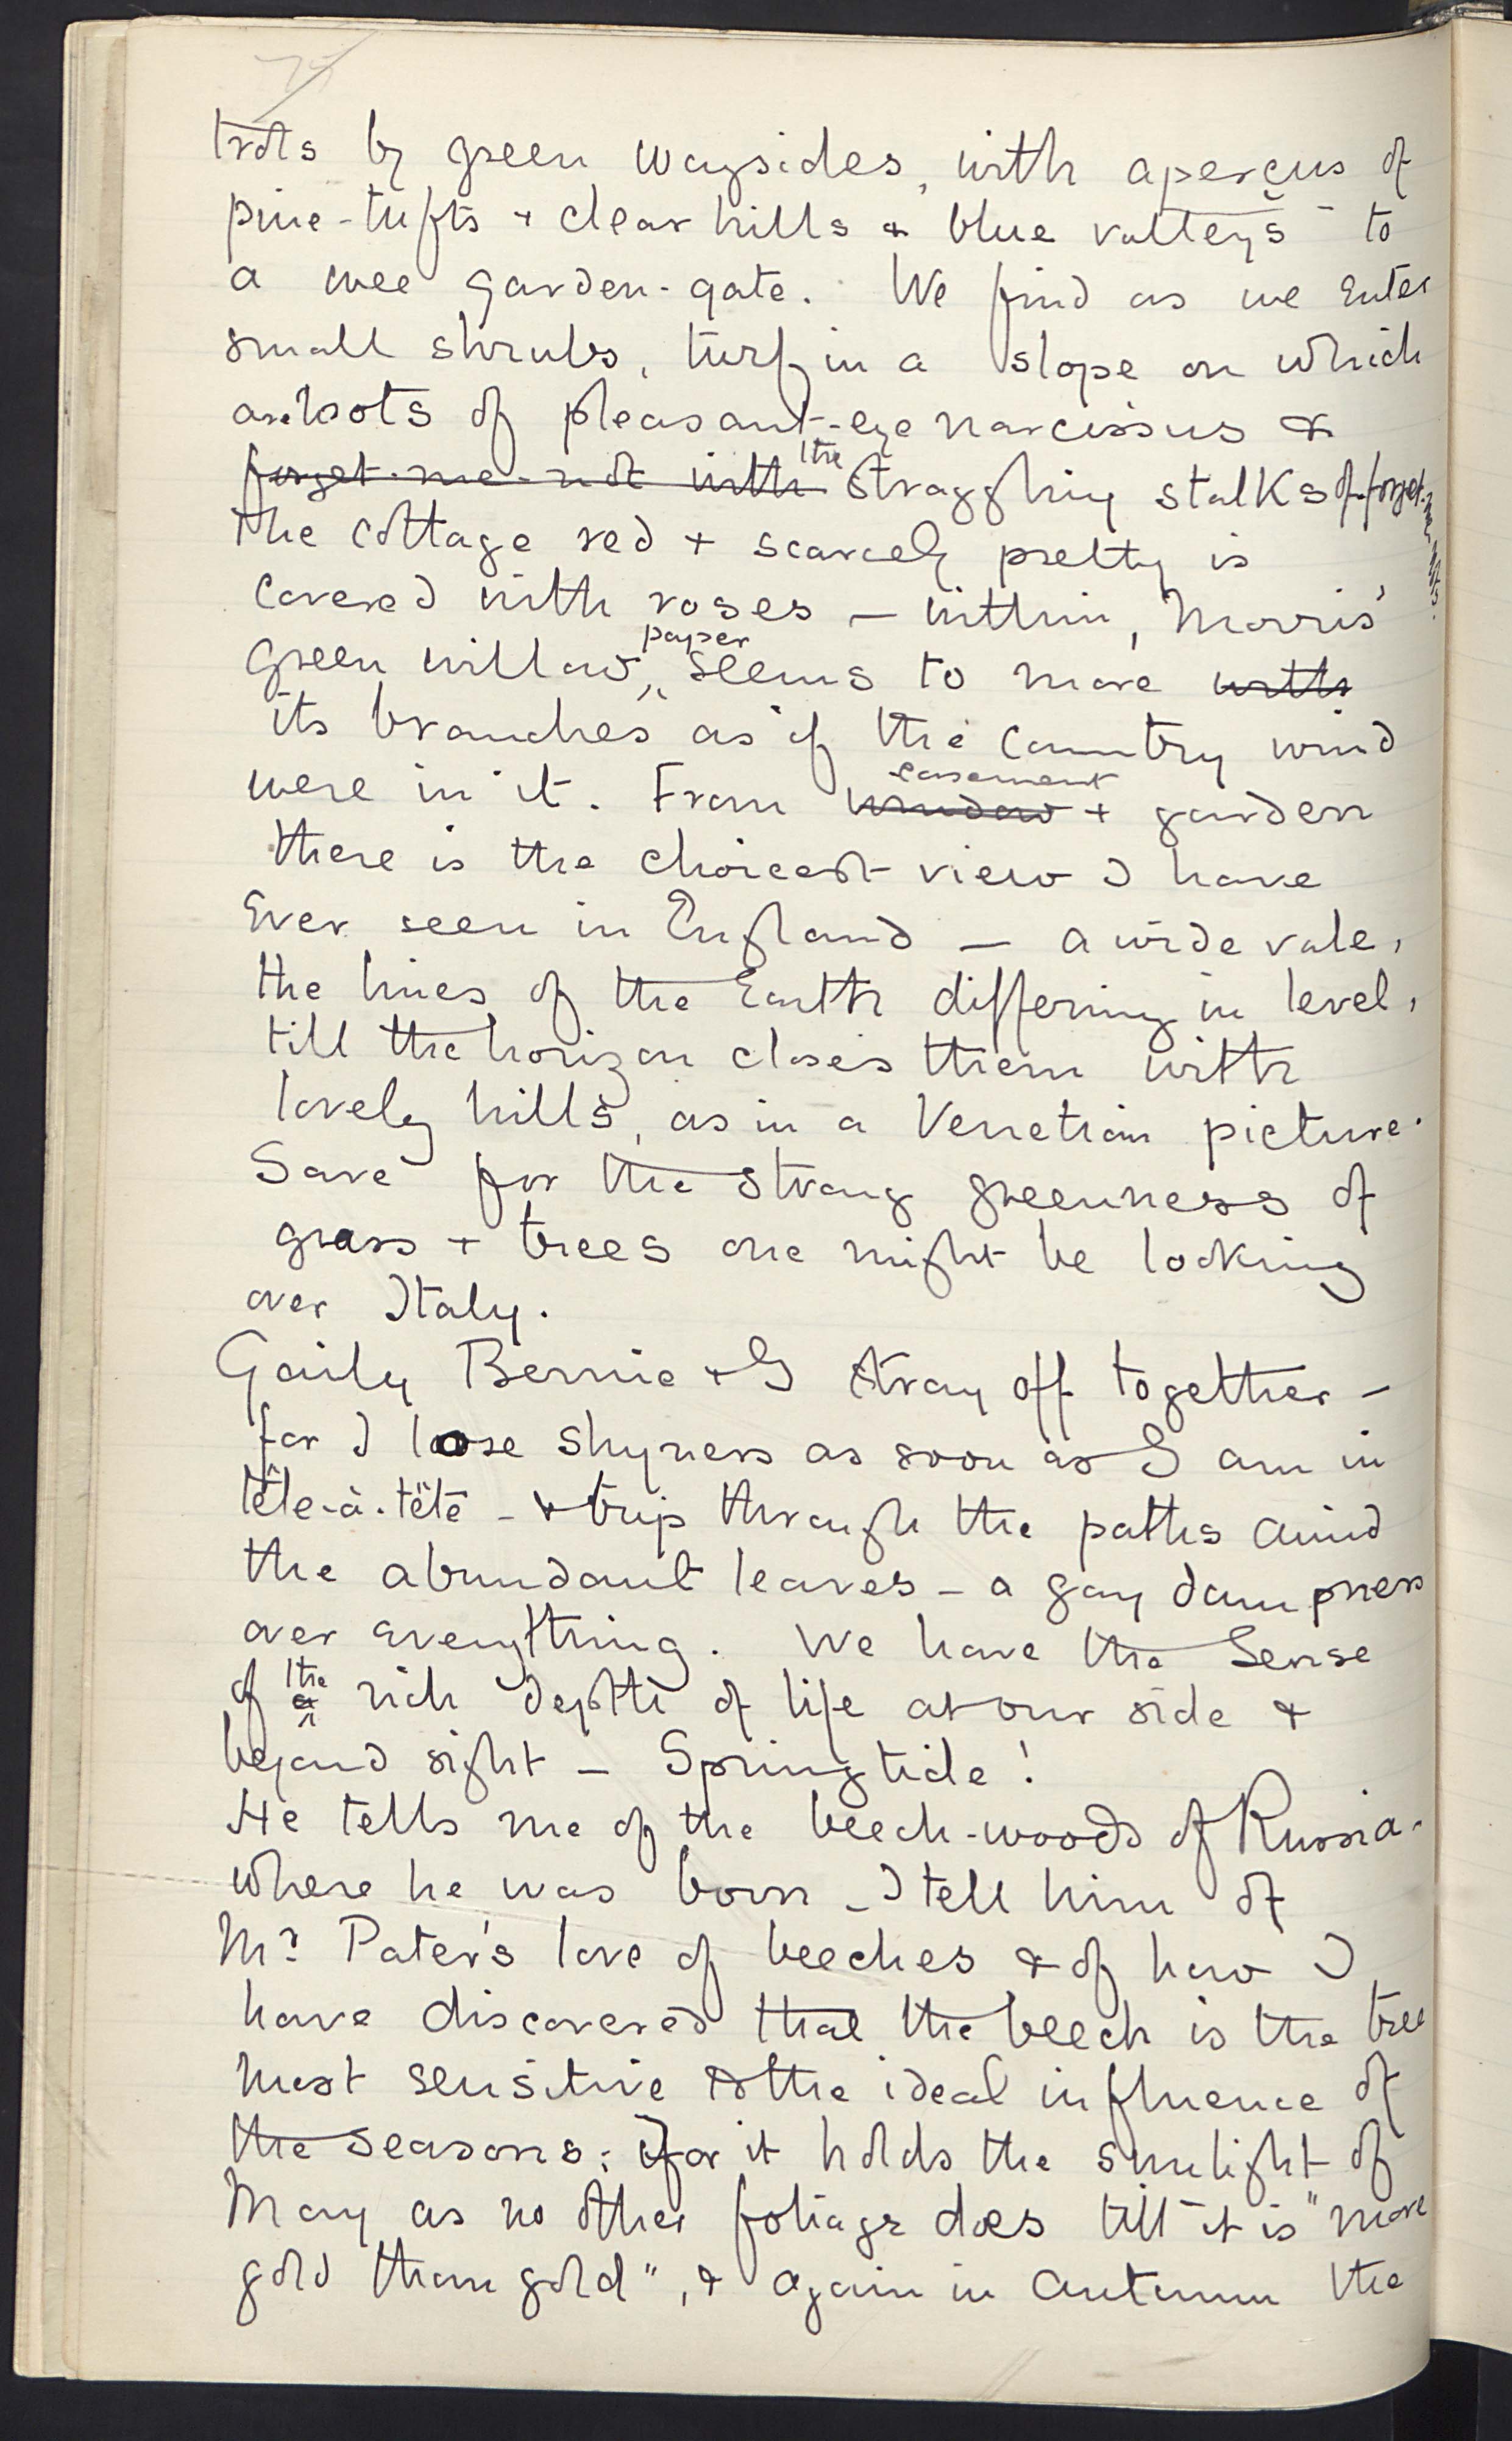 trots by green waysides, with aperçus of
pine-tufts + clear hills & blue valleys to
a wee garden-gate. We find as we enter
small shrubs, turf in a slope on which
are knots of pleasant-eye narcissus &
forget-me-not with the straggling stalks of forget-me-nots.
the cottage red + scarcely pretty is
covered with roses – within, Morris'
green willow paper seems to move with
its branches as if the country wind
were in it. From window casement + garden
there is the choicest view I have
ever seen in England – a wide vale,
the lines of the Earth differing in level,
till the horizon closes them with
lovely hills, as in a Venetian picture.
Save for the strong greenness of
grass + trees one might be looking
over Italy.
Gaily Bernie + I stray off together –
for I loose shyness as soon as I am in
tête-à-tête – & trip through the paths amid
the abundant leaves – a gay dampness
over everything. We have the sense
of a the rich depth of life at our side &
beyond sight – Springtide!
He tells me of the beech-woods of Russia
where he was born – I tell him of
Mr. Pater's love of beeches & of how I
have discovered that the beech is the tree
most sensitive to the ideal influence of
the seasons: for it holds the sunlight of
May as no other foliage does till it is "more
gold than gold", & again in autumn the